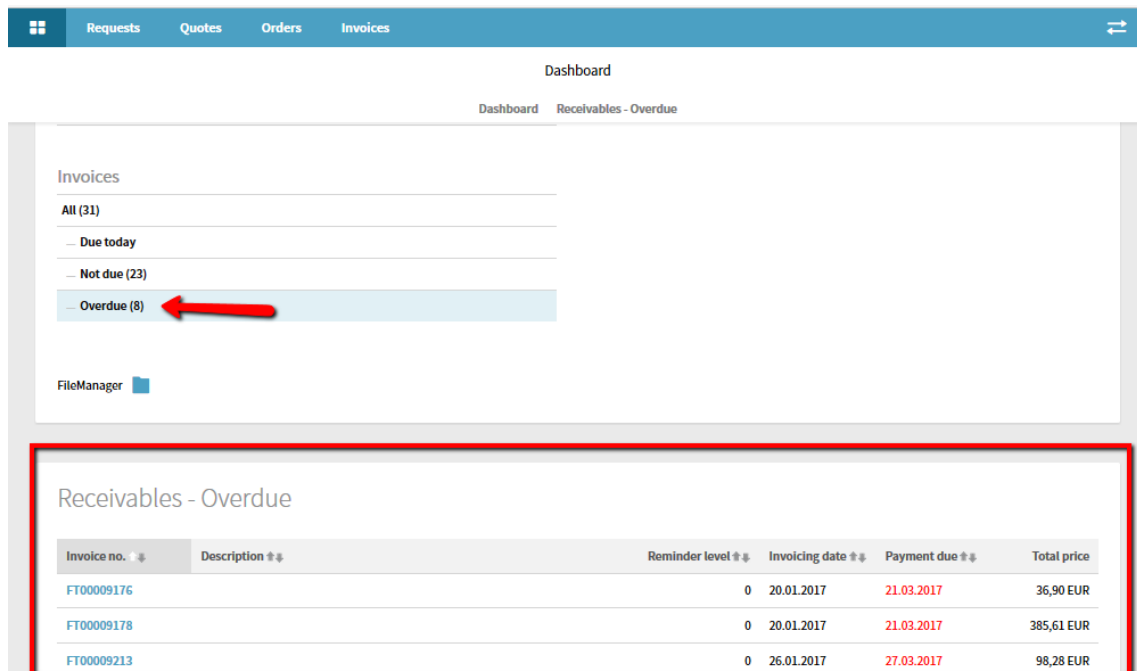 Requests Quotes Orders Invoices
Dashboard
Dashboard Receivables - Overdue
Invoices
All (31)
Due today
Not due (23)
Overdue (8)
FileManager
Receivables - Overdue
Invoice no. Description Reminder level Invoicing date Payment due Total price
FT00009176 0 20.01.2017 21.03.2017 36,90 EUR
FT00009178 0 20.01.2017 21.03.2017 385,61 EUR
FT00009213 0 26.01.2017 27.03.2017 98,28 EUR